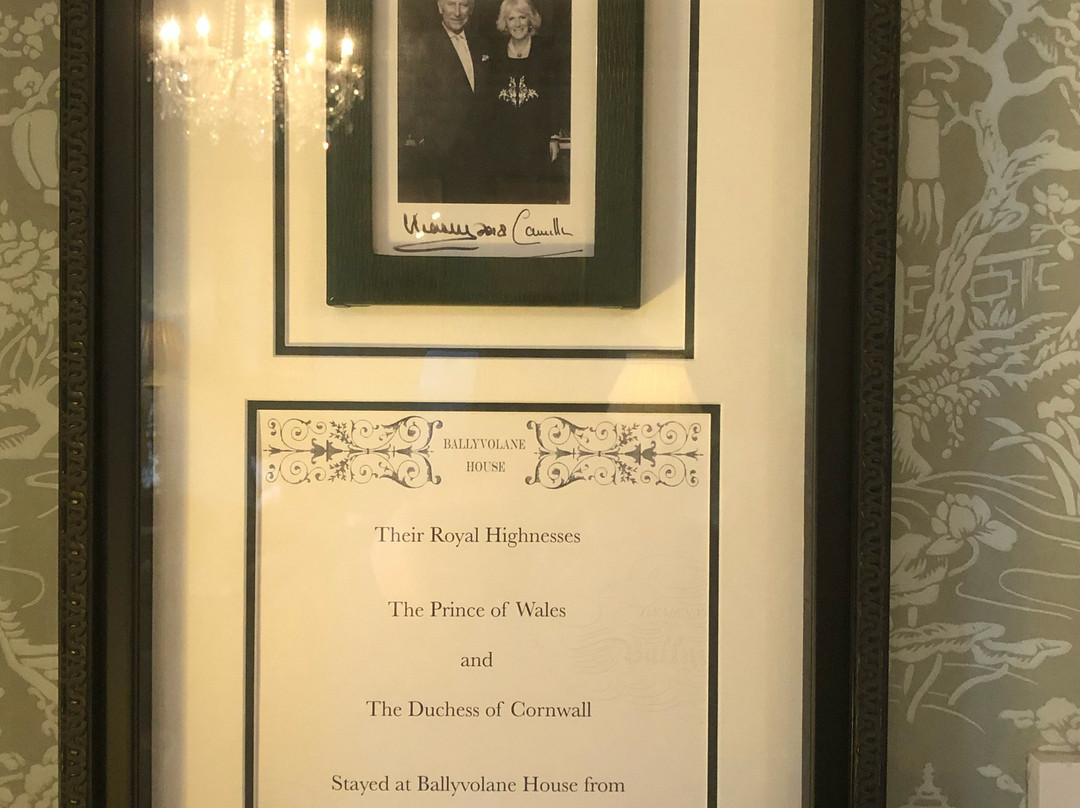 Charles 2018 Camilla
BALLYVOLANE
HOUSE
Their Royal Highnesses
The Prince of Wales
and
The Duchess of Cornwall
Stayed at Ballyvolane House from